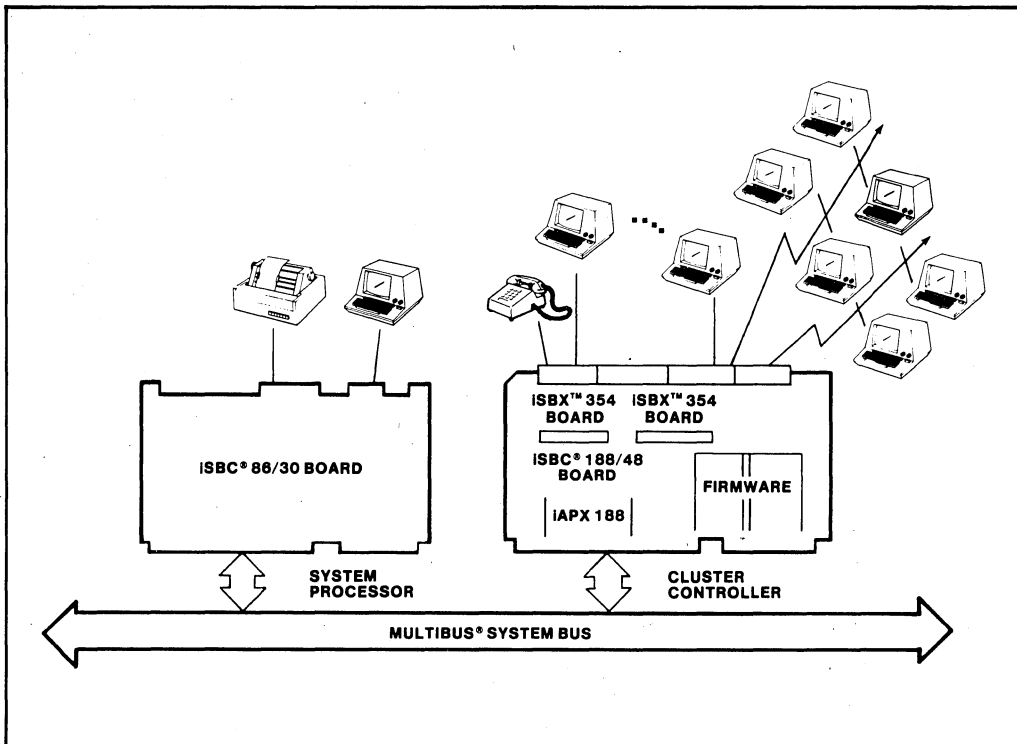 iSBX™ 354 BOARD
iSBX™ 354 BOARD
iSBC® 86/30 BOARD
iSBC® 188/48 BOARD
FIRMWARE
iAPX 188
SYSTEM PROCESSOR
CLUSTER CONTROLLER
MULTIBUS® SYSTEM BUS